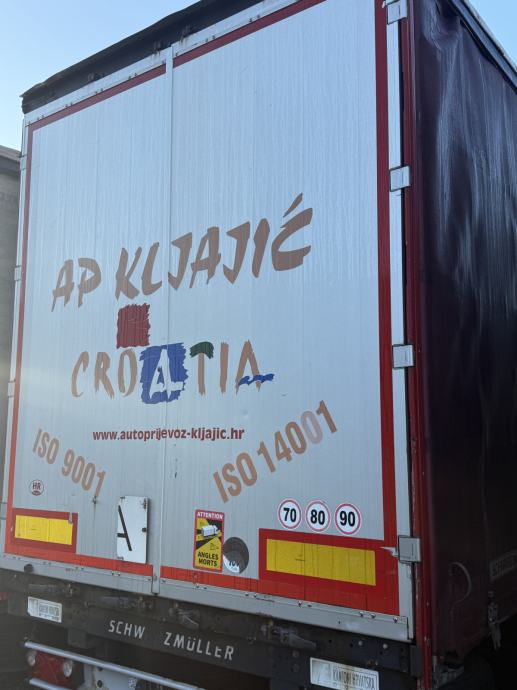 AP KLJAJIĆ
CROATIA
www.autoprijevoz-kljajic.hr
ISO 9001
ISO 14001
HR
A
ATTENTION
ANGLES
MORTS
70
80
90
SCHW ZMÜLLER